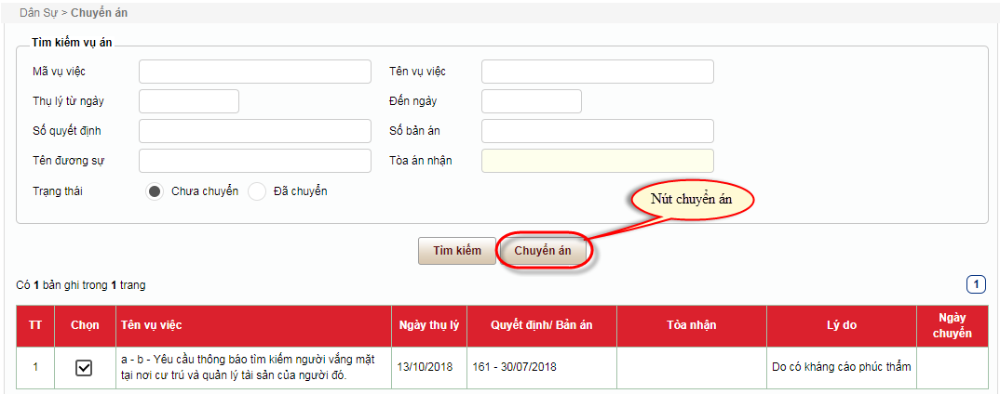 Dân Sự > Chuyển án
Tìm kiếm vụ án
Mã vụ việc
Tên vụ việc
Thụ lý từ ngày
Đến ngày
Số quyết định
Số bản án
Tên đương sự
Tòa án nhận
Trạng thái
Chưa chuyển
Đã chuyển
Nút chuyển án
Tìm kiếm
Chuyển án
Có 1 bản ghi trong 1 trang
1
TT
Chọn
Tên vụ việc
Ngày thụ lý
Quyết định/ Bản án
Tòa nhận
Lý do
Ngày
chuyển
1
a - b - Yêu cầu thông báo tìm kiếm người vắng mặt
tại nơi cư trú và quản lý tài sản của người đó.
13/10/2018
161 - 30/07/2018
Do có kháng cáo phúc thẩm